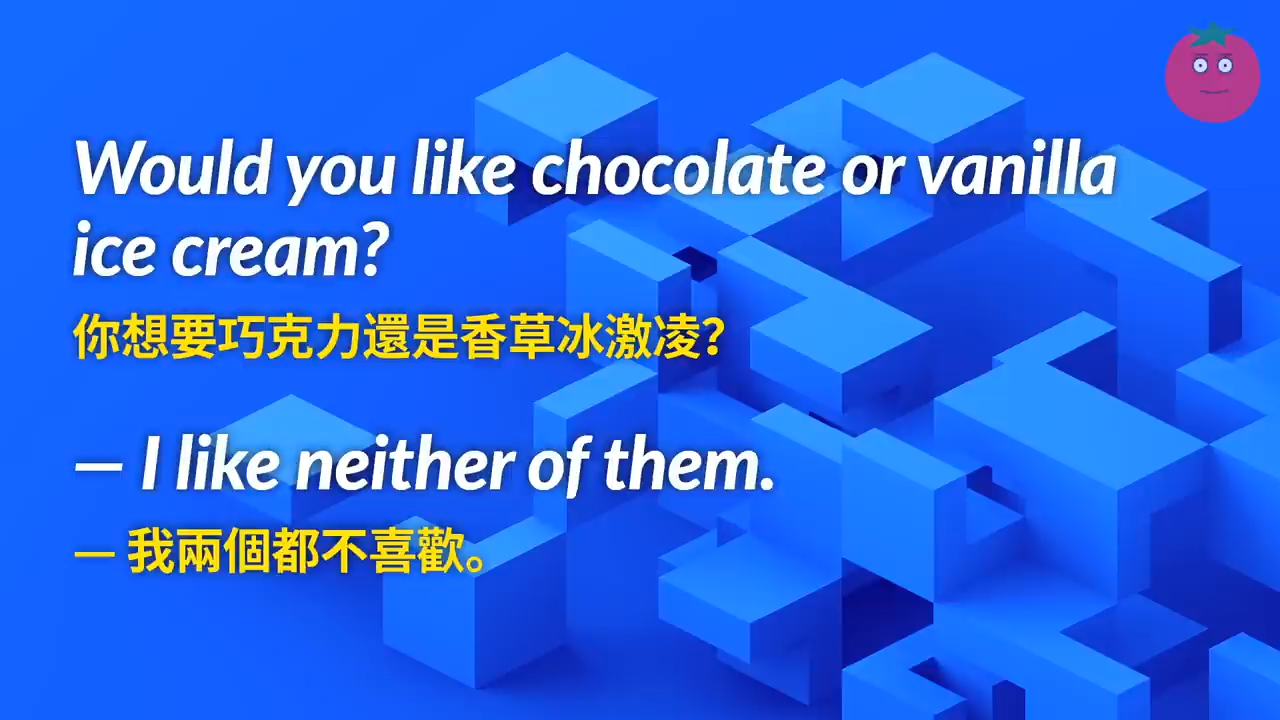 Would you like chocolate or vanilla
ice cream?
你想要巧克力還是香草冰激凌？
— I like neither of them.
— 我兩個都不喜歡。